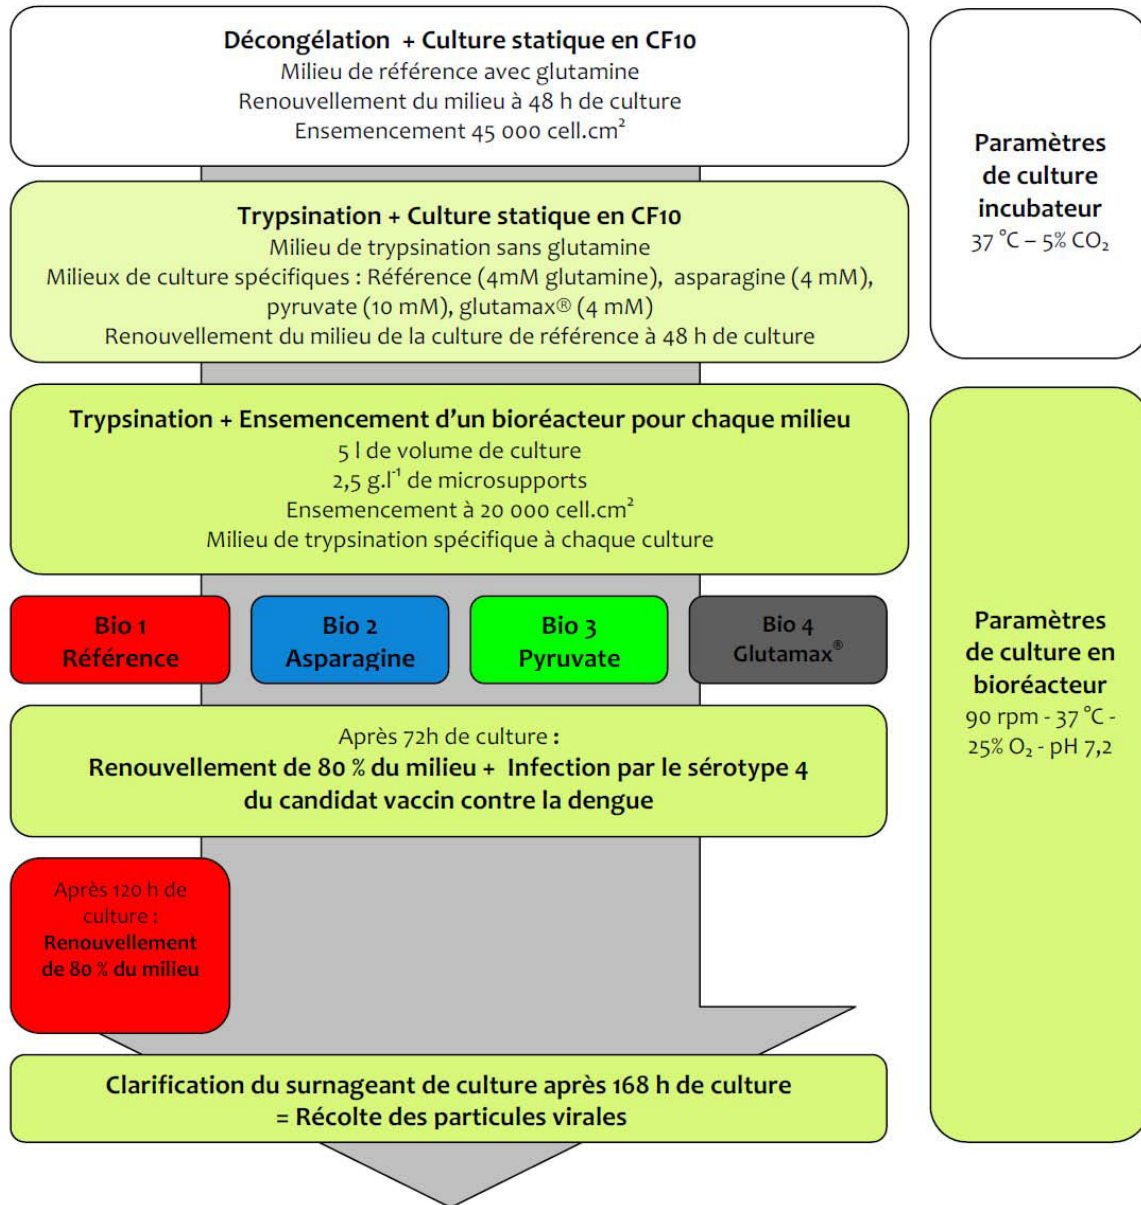 Décongélation + Culture statique en CF10
Milieu de référence avec glutamine
Renouvellement du milieu à 48 h de culture
Ensemencement 45 000 cell.cm²
Paramètres
de culture
incubateur
37 °C – 5% CO₂
Trypsination + Culture statique en CF10
Milieu de trypsination sans glutamine
Milieux de culture spécifiques : Référence (4mM glutamine), asparagine (4 mM),
pyruvate (10 mM), glutamax® (4 mM)
Renouvellement du milieu de la culture de référence à 48 h de culture
Trypsination + Ensemencement d'un bioréacteur pour chaque milieu
5 l de volume de culture
2,5 g.l⁻¹ de microsupports
Ensemencement à 20 000 cell.cm²
Milieu de trypsination spécifique à chaque culture
Bio 1
Référence
Bio 2
Asparagine
Bio 3
Pyruvate
Bio 4
Glutamax®
Paramètres
de culture en
bioréacteur
90 rpm - 37 °C -
25% O₂ - pH 7,2
Après 72h de culture :
Renouvellement de 80 % du milieu + Infection par le sérotype 4
du candidat vaccin contre la dengue
Après 120 h de
culture :
Renouvellement
de 80 % du milieu
Clarification du surnageant de culture après 168 h de culture
= Récolte des particules virales